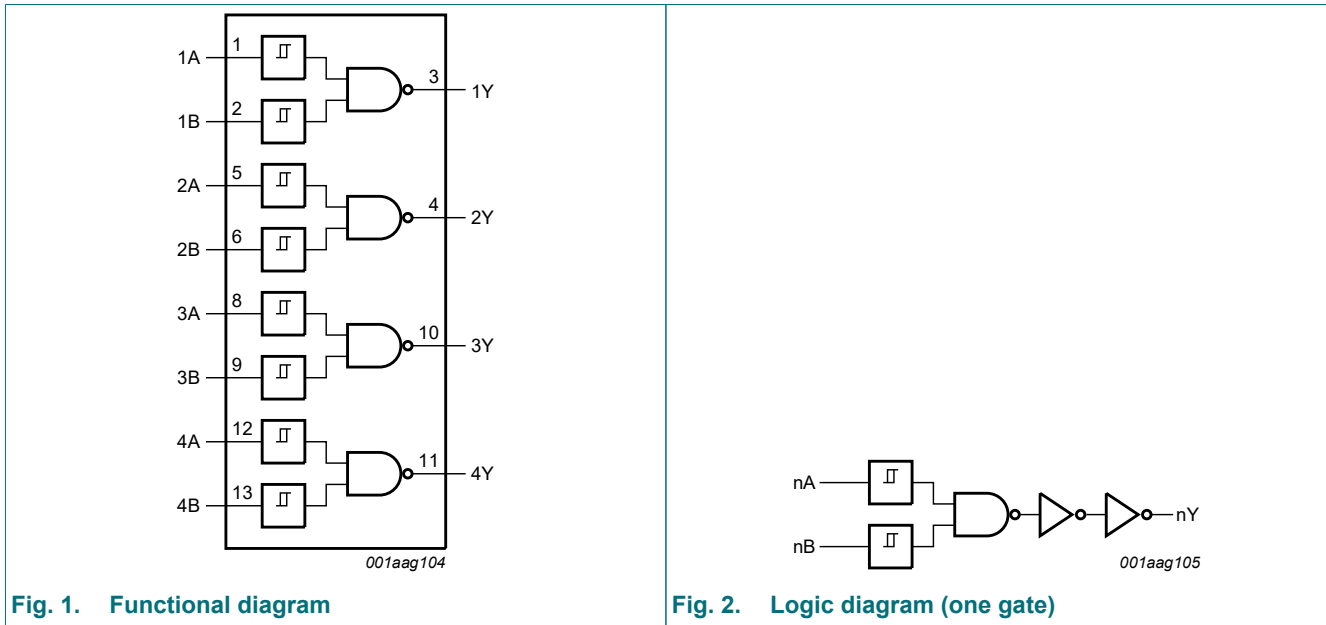 1A 1
3 1Y
1B 2
2A 5
4 2Y
2B 6
3A 8
10 3Y
3B 9
4A 12
11 4Y
4B 13
001aag104
Fig. 1. Functional diagram
nA
nY
nB
001aag105
Fig. 2. Logic diagram (one gate)